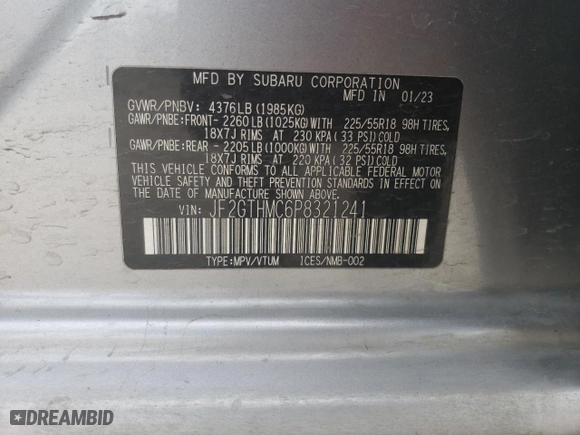 MFD BY SUBARU CORPORATION
MFD IN 01/23
GVWR/PNBV: 4376LB(1985KG)
GAWR/PNBE:FRONT-2260LB(1025KG)WITH 225/55R18 98H TIRES,
18X7J RIMS AT 230 KPA(33 PSI)COLD
GAWR/PNBE:REAR -2205LB(1000KG)WITH 225/55R18 98H TIRES,
18X7J RIMS AT 220 KPA(32 PSI)COLD
THIS VEHICLE CONFORMS TO ALL APPLICABLE FEDERAL MOTOR
VEHICLE SAFETY AND THEFT PREVENTION STANDARDS IN EFFECT ON
THE DATE OF MANUFACTURE SHOWN ABOVE.
VIN: JF2GTHMC6P8321241
TYPE:MPV/VTUM ICES/NMB-002
DREAMBID